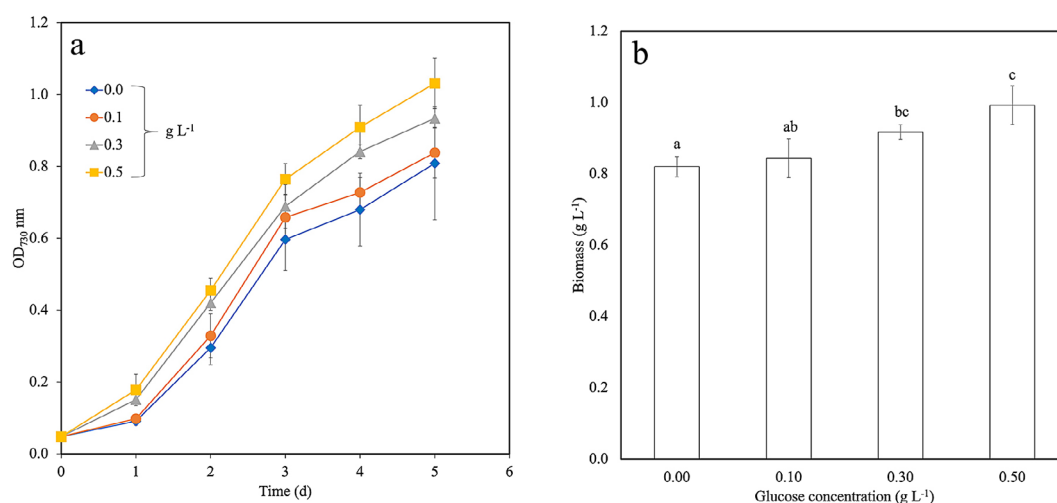 a
1.2
1.0
0.8
0.6
0.4
0.2
0.0
OD730 nm
0.0
0.1
0.3
0.5
g L-1
0 1 2 3 4 5 6
Time (d)
b
1.2
1.0
0.8
0.6
0.4
0.2
0.0
Biomass (g L-1)
a ab bc c
0.00 0.10 0.30 0.50
Glucose concentration (g L-1)